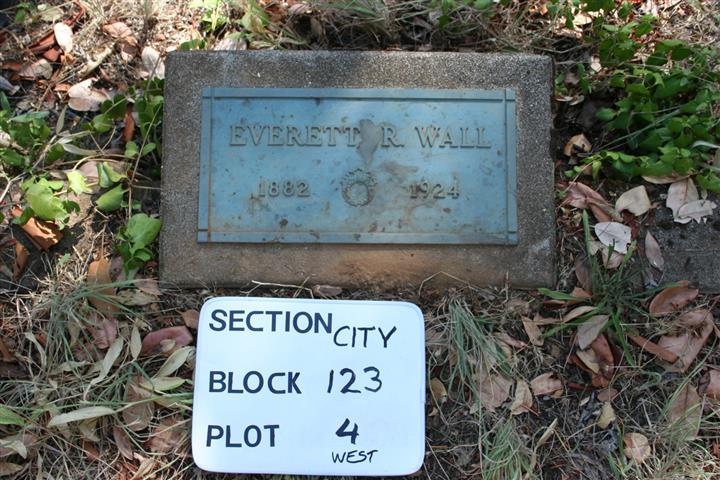 EVERETT R. WALL
1882 1924
SECTION CITY
BLOCK 123
PLOT 4
WEST